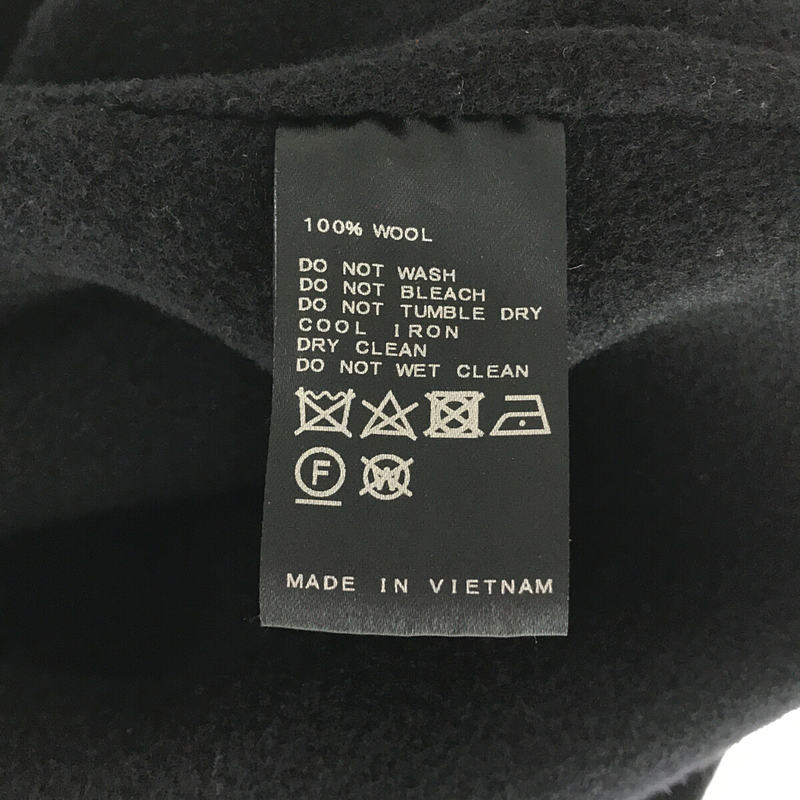 100% WOOL
DO NOT WASH
DO NOT BLEACH
DO NOT TUMBLE DRY
COOL IRON
DRY CLEAN
DO NOT WET CLEAN
F W
MADE IN VIETNAM